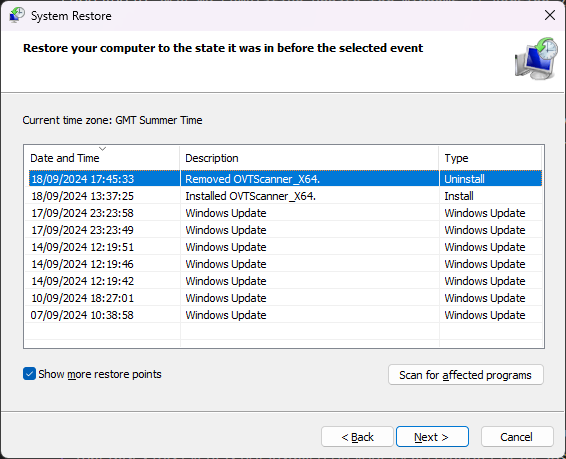 System Restore
Restore your computer to the state it was in before the selected event
Current time zone: GMT Summer Time
Date and Time Description Type
18/09/2024 17:45:33 Removed OVTScanner_X64. Uninstall
18/09/2024 13:37:25 Installed OVTScanner_X64. Install
17/09/2024 23:23:58 Windows Update Windows Update
17/09/2024 23:23:49 Windows Update Windows Update
14/09/2024 12:19:51 Windows Update Windows Update
14/09/2024 12:19:46 Windows Update Windows Update
14/09/2024 12:19:42 Windows Update Windows Update
10/09/2024 18:27:01 Windows Update Windows Update
07/09/2024 10:38:58 Windows Update Windows Update
Show more restore points Scan for affected programs
< Back Next > Cancel